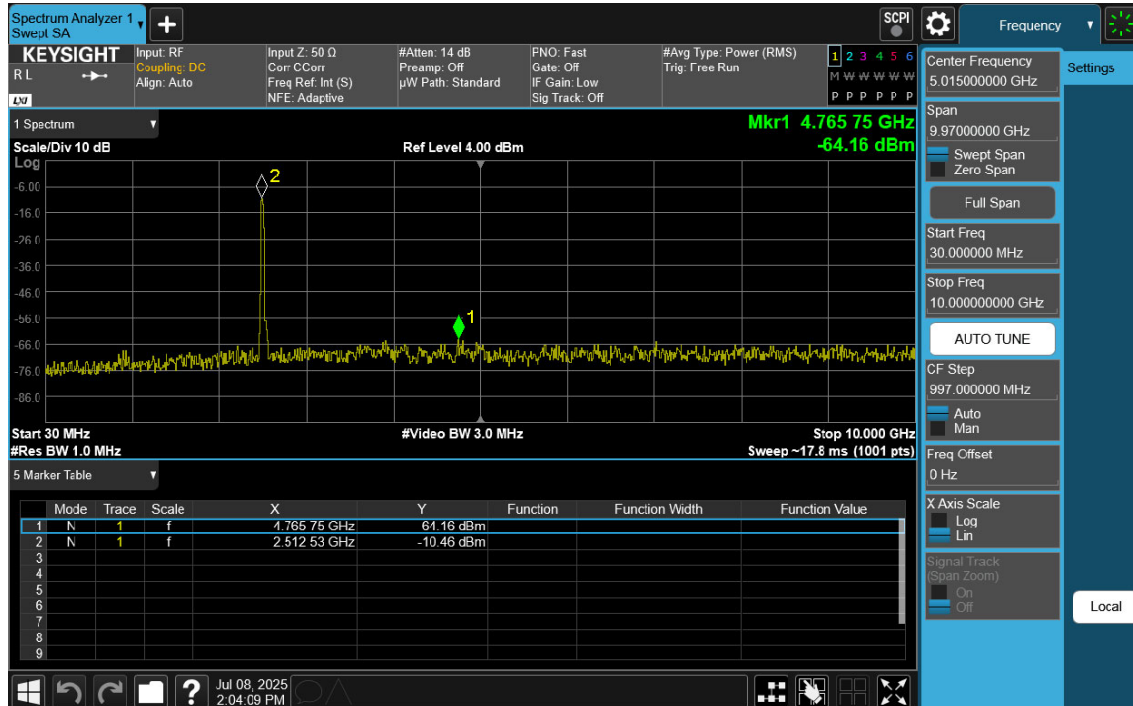 Spectrum Analyzer 1
Swept SA
SCPI
Frequency
KEYSIGHT
R L
LXI
Input: RF
Coupling: DC
Align: Auto
Input Z: 50 Ω
Corr CCorr
Freq Ref: Int (S)
NFE: Adaptive
#Atten: 14 dB
Preamp: Off
µW Path: Standard
PNO: Fast
Gate: Off
IF Gain: Low
Sig Track: Off
#Avg Type: Power (RMS)
Trig: Free Run
1 2 3 4 5 6
M W W W W W
P P P P P P
1 Spectrum
Scale/Div 10 dB
Ref Level 4.00 dBm
Mkr1 4.765 75 GHz
-64.16 dBm
Log
-6.00
-16.0
-26.0
-36.0
-46.0
-56.0
-66.0
-76.0
-86.0
2
1
Start 30 MHz
#Video BW 3.0 MHz
Stop 10.000 GHz
#Res BW 1.0 MHz
Sweep ~17.8 ms (1001 pts)
5 Marker Table
Mode Trace Scale X Y Function Function Width Function Value
1 N 1 f 4.765 75 GHz 64.16 dBm
2 N 1 f 2.512 53 GHz -10.46 dBm
3
4
5
6
7
8
9
Jul 08, 2025
2:04:09 PM
Center Frequency
5.015000000 GHz
Settings
Span
9.97000000 GHz
Swept Span
Zero Span
Full Span
Start Freq
30.000000 MHz
Stop Freq
10.000000000 GHz
AUTO TUNE
CF Step
997.000000 MHz
Auto
Man
Freq Offset
0 Hz
X Axis Scale
Log
Lin
Signal Track
(Span Zoom)
On
Off
Local